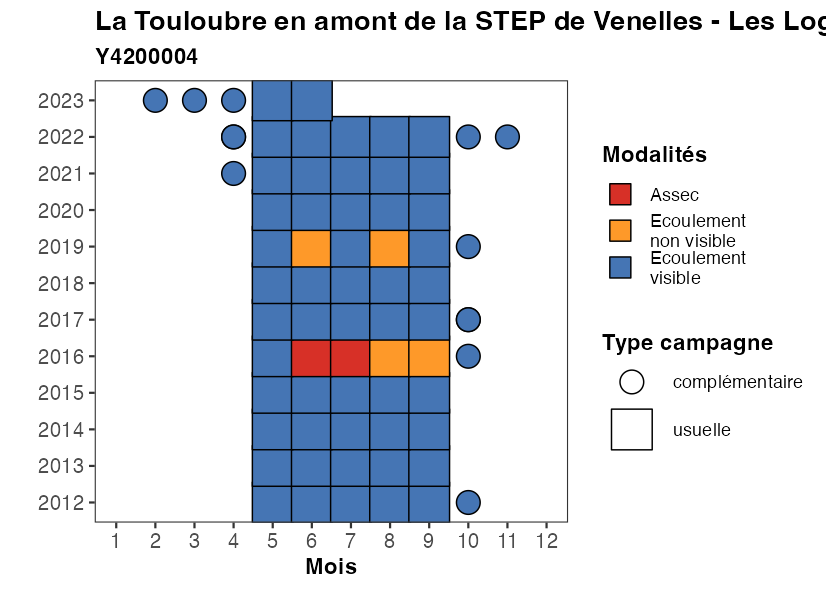 La Touloubre en amont de la STEP de Venelles - Les Log
Y4200004
2023
2022
2021
2020
2019
2018
2017
2016
2015
2014
2013
2012
1 2 3 4 5 6 7 8 9 10 11 12
Mois
Modalités
Assec
Ecoulement
non visible
Ecoulement
visible
Type campagne
complémentaire
usuelle